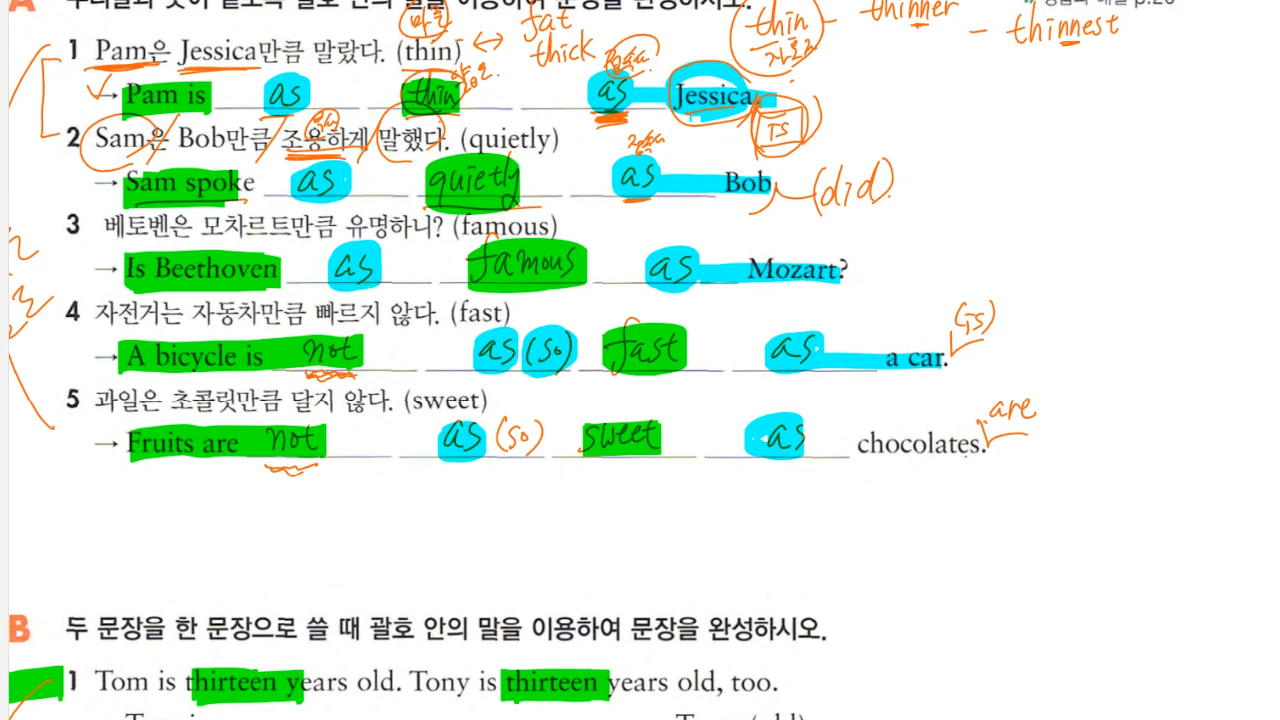 A 우리말과 뜻이 같도록 괄호 안의 말을 이용하여 문장을 완성하시오.
fat
thin - thinner
- thinnest
1 Pam은 Jessica만큼 말랐다. (thin) ↔ thick
→ Pam is as thin as Jessica.
is
2 Sam은 Bob만큼 조용하게 말했다. (quietly)
→ Sam spoke as quietly as Bob (did).
3 베토벤은 모차르트만큼 유명하니? (famous)
→ Is Beethoven as famous as Mozart?
4 자전거는 자동차만큼 빠르지 않다. (fast)
→ A bicycle is not as (so) fast as a car. (is)
5 과일은 초콜릿만큼 달지 않다. (sweet)
→ Fruits are not as (so) sweet as chocolates. are
B 두 문장을 한 문장으로 쓸 때 괄호 안의 말을 이용하여 문장을 완성하시오.
1 Tom is thirteen years old. Tony is thirteen years old, too.